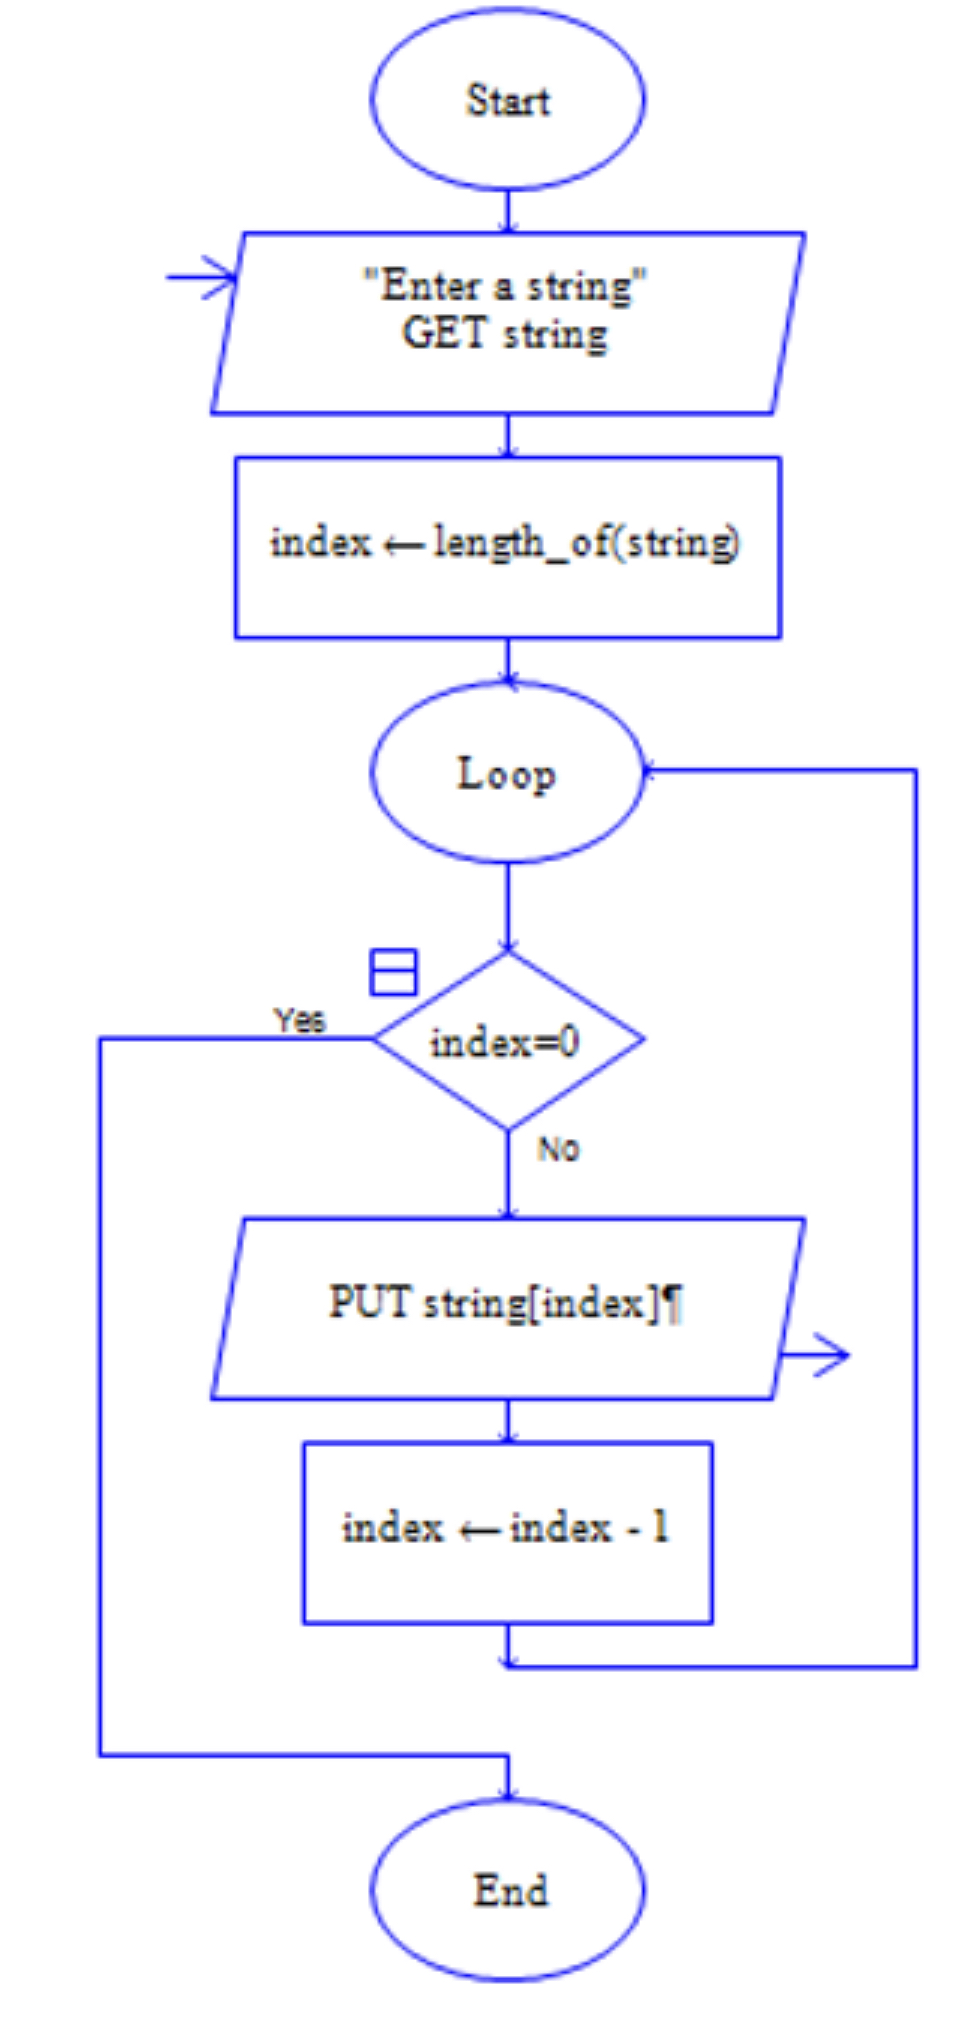 Start
"Enter a string"
GET string
index ← length_of(string)
Loop
Yes
index=0
No
PUT string[index]¶
index ← index - 1
End